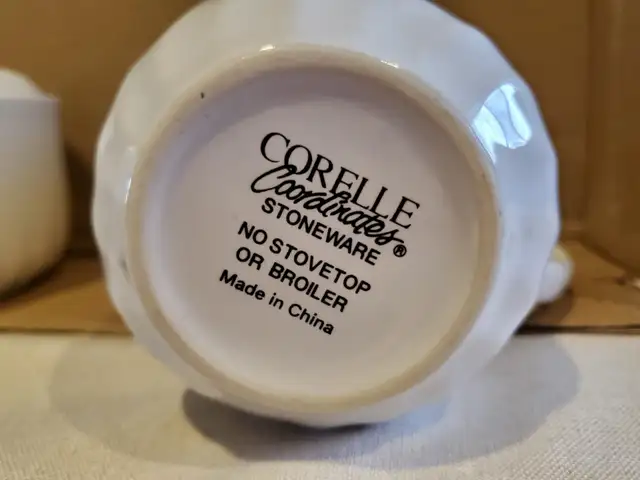 CORELLE
Coordinates®
STONEWARE
NO STOVETOP
OR BROILER
Made in China